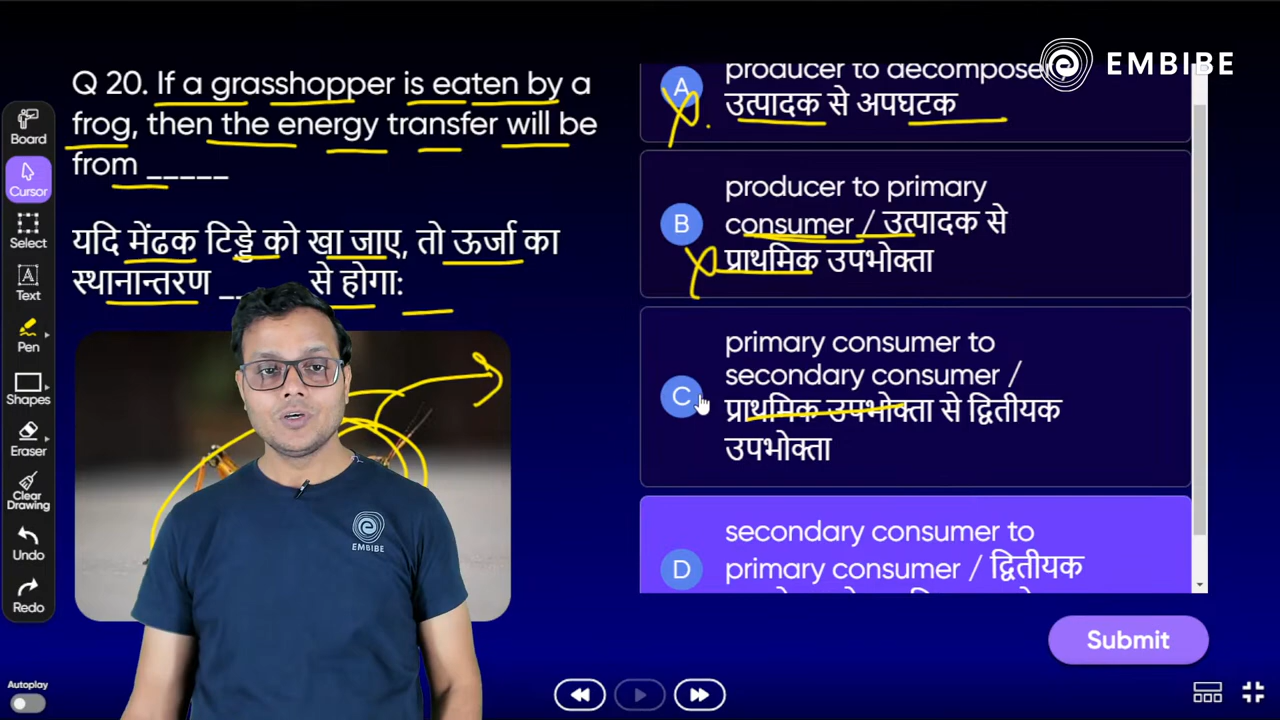 EMBIBE
Q 20. If a grasshopper is eaten by a
frog, then the energy transfer will be
from _____
यदि मेंढक टिड्डे को खा जाए, तो ऊर्जा का
स्थानान्तरण
से होगा:
Board
Cursor
Select
Text
Pen
Shapes
Eraser
Clear
Drawing
Undo
Redo
Autoplay
A
producer to decomposer
उत्पादक से अपघटक
B
producer to primary
consumer / उत्पादक से
प्राथमिक उपभोक्ता
C
primary consumer to
secondary consumer /
प्राथमिक उपभोक्ता से द्वितीयक
उपभोक्ता
D
secondary consumer to
primary consumer / द्वितीयक
Submit
EMBIBE